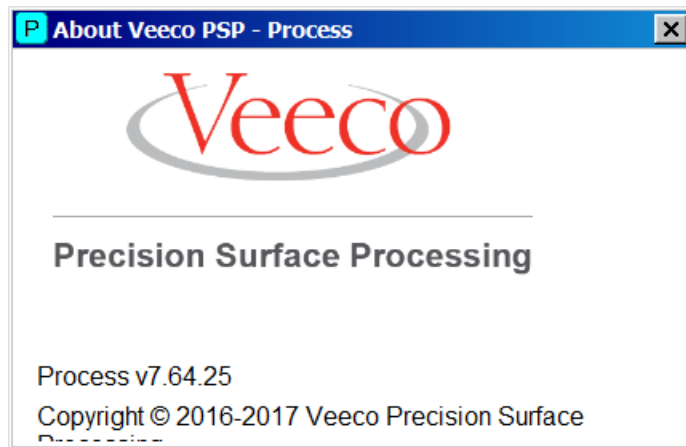 P About Veeco PSP - Process
Veeco
Precision Surface Processing
Process v7.64.25
Copyright © 2016-2017 Veeco Precision Surface